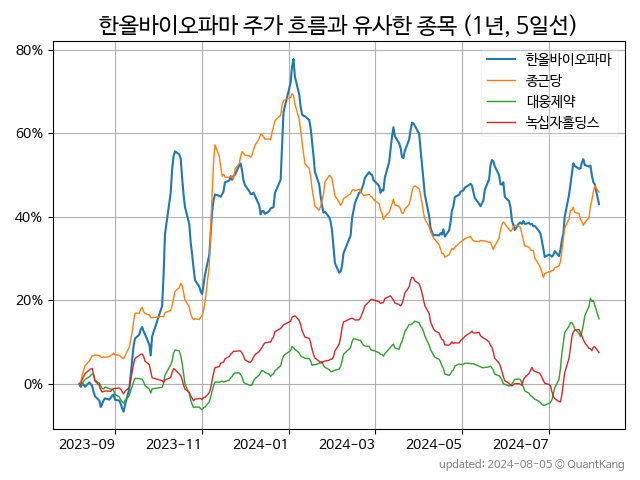 한올바이오파마 주가 흐름과 유사한 종목 (1년, 5일선)
80%
60%
40%
20%
0%
한올바이오파마
종근당
대웅제약
녹십자홀딩스
2023-09 2023-11 2024-01 2024-03 2024-05 2024-07
updated: 2024-08-05 © QuantKang